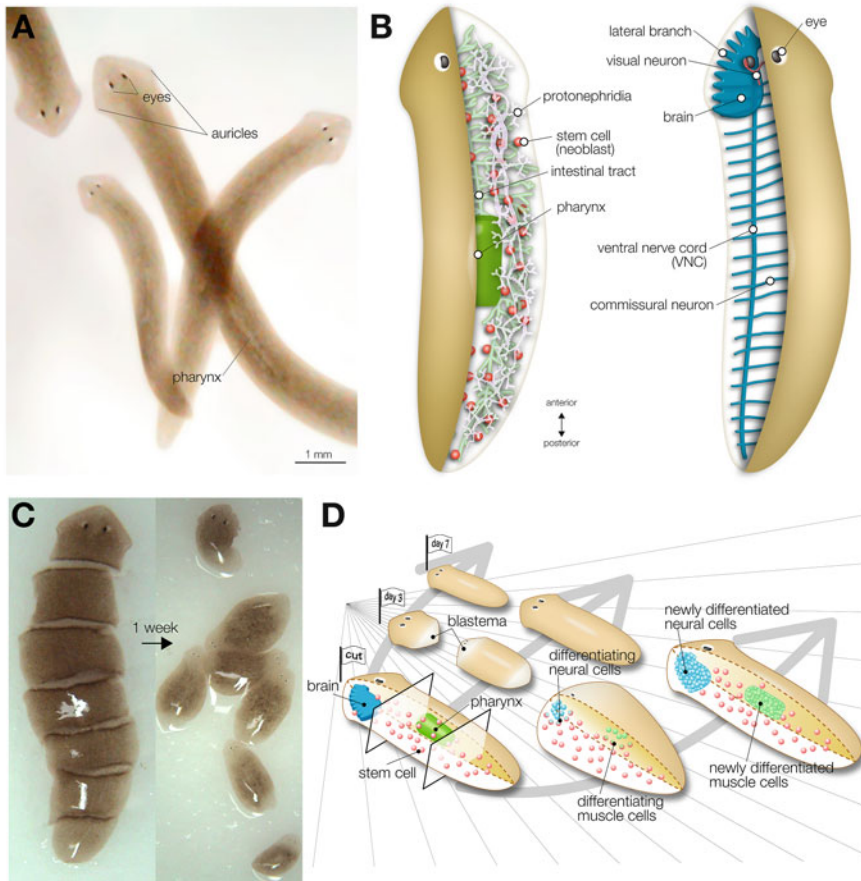 A
eyes
auricles
pharynx
1 mm
B
protonephridia
stem cell
(neoblast)
intestinal tract
pharynx
anterior
posterior
lateral branch
visual neuron
brain
eye
ventral nerve cord
(VNC)
commissural neuron
C
1 week
D
day 7
day 3
cut
blastema
brain
pharynx
stem cell
differentiating
neural cells
differentiating
muscle cells
newly differentiated
neural cells
newly differentiated
muscle cells